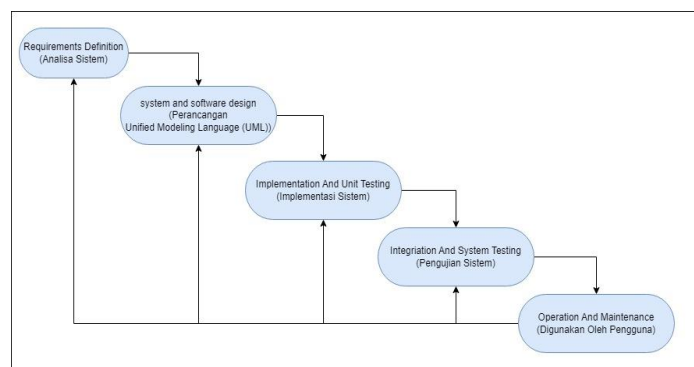 Requirements Definition
(Analisa Sistem)
system and software design
(Perancangan
Unified Modeling Language (UML))
Implementation And Unit Testing
(Implementasi Sistem)
Integriation And System Testing
(Pengujian Sistem)
Operation And Maintenance
(Digunakan Oleh Pengguna)